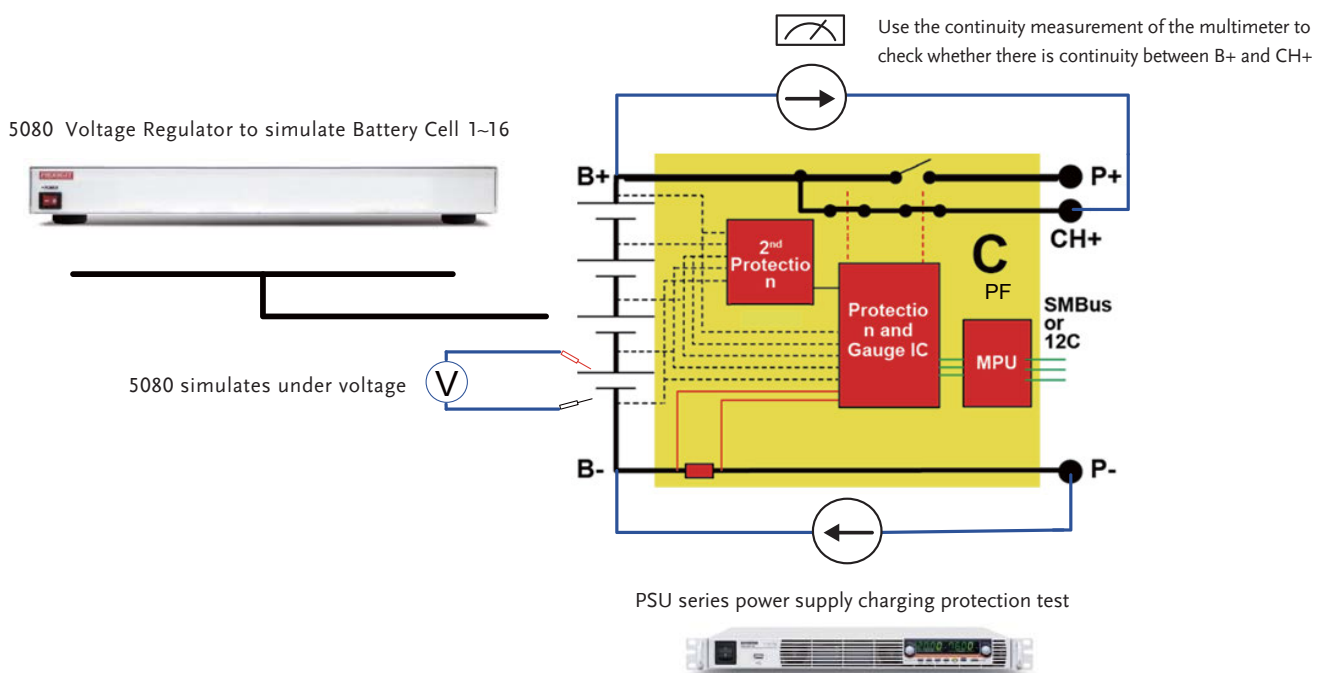 Use the continuity measurement of the multimeter to
check whether there is continuity between B+ and CH+
5080 Voltage Regulator to simulate Battery Cell 1~16
POWER
B+
P+
CH+
2nd
Protectio
n
C
PF
Protectio
n and
Gauge IC
MPU
SMBus
or
12C
5080 simulates under voltage
V
B-
P-
PSU series power supply charging protection test